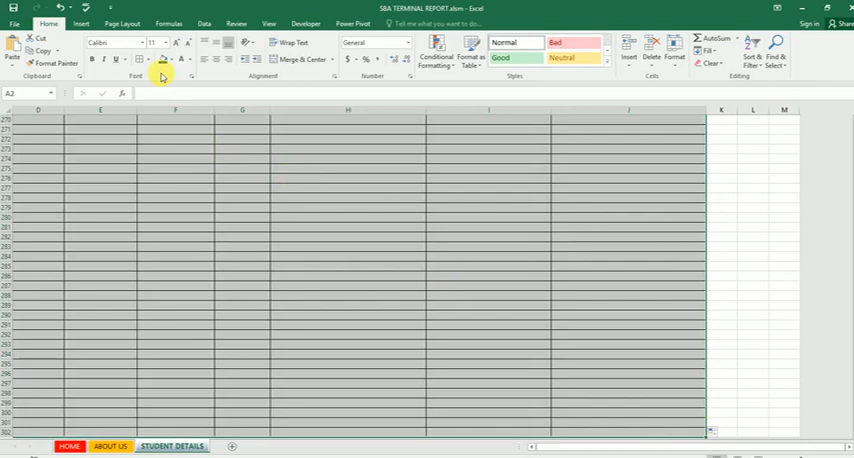 SBA TERMINAL REPORT.xlsm - Excel
File Home Insert Page Layout Formulas Data Review View Developer Power Pivot Tell me what you want to do... Sign in Share
Cut
Copy
Format Painter
Paste
Clipboard
Calibri 11
B I U
Font
Wrap Text
Merge & Center
Alignment
General
$ %
Number
Conditional Formatting
Format as Table
Normal Bad
Good Neutral
Styles
Insert Delete Format
Cells
AutoSum
Fill
Clear
Sort & Filter
Find & Select
Editing
A2 fx
D E F G H I J K L M
270
271
272
273
274
275
276
277
278
279
280
281
282
283
284
285
286
287
288
289
290
291
292
293
294
295
296
297
298
299
300
301
302
HOME ABOUT US STUDENT DETAILS